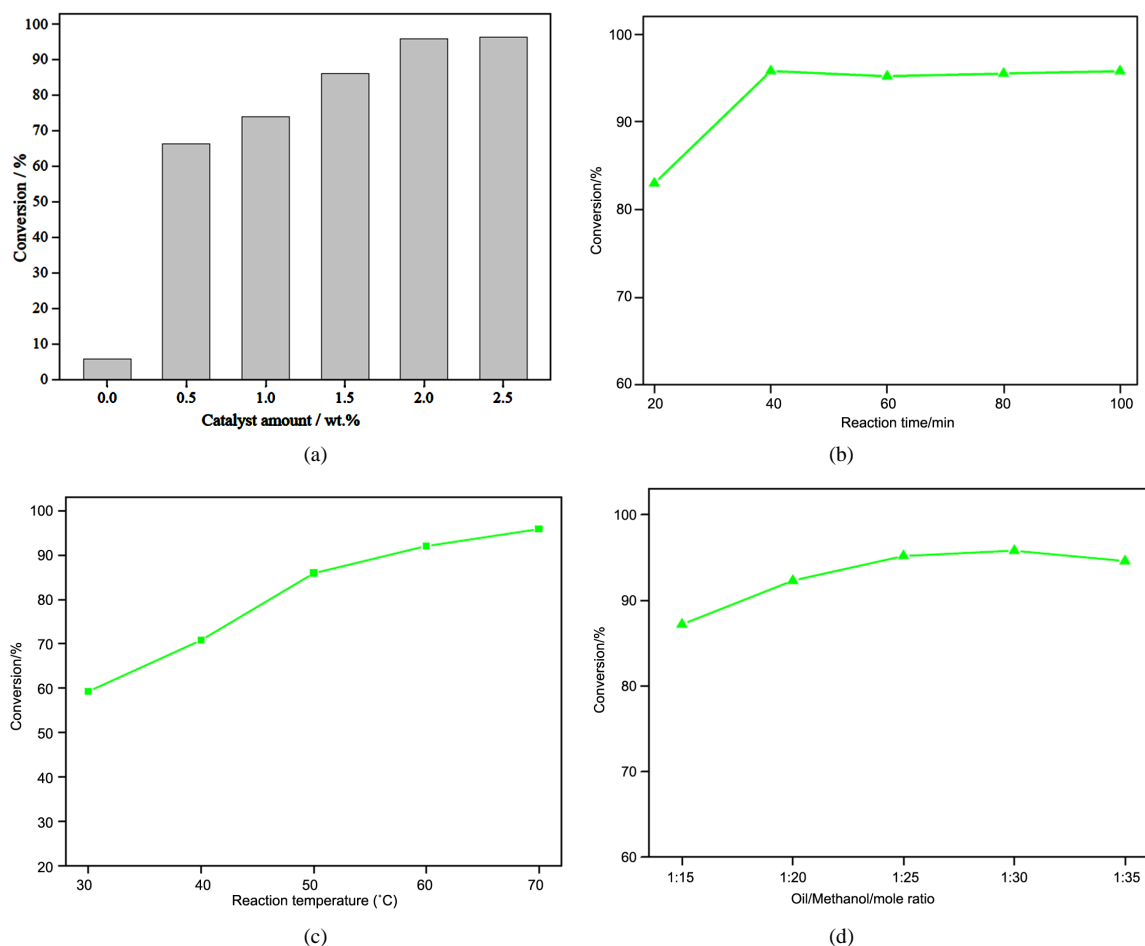 100
90
80
70
60
50
40
30
20
10
0
Conversion / %
0.0 0.5 1.0 1.5 2.0 2.5
Catalyst amount / wt.%
(a)
100
90
80
70
60
Conversion/%
20 40 60 80 100
Reaction time/min
(b)
100
90
80
70
60
50
40
30
20
Conversion/%
30 40 50 60 70
Reaction temperature (˚C)
(c)
100
90
80
70
60
Conversion/%
1:15 1:20 1:25 1:30 1:35
Oil/Methanol/mole ratio
(d)